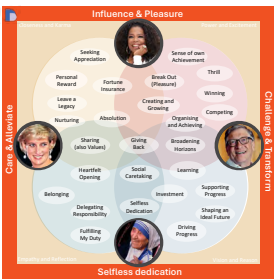 Influence & Pleasure
Seeking
Appreciation
Sense of own
Achievement
Personal
Reward
Fortune
Insurance
Break Out
(Pleasure)
Thrill
Leave a
Legacy
Winning
Creating and
Growing
Nurturing
Absolution
Organising
and Achieving
Competing
Care & Alleviate
Challenge & Transform
Sharing
(also Values)
Giving
Back
Broadening
Horizons
Heartfelt
Opening
Social
Caretaking
Learning
Belonging
Investment
Supporting
Progress
Delegating
Responsibility
Selfless
Dedication
Shaping an
Ideal Future
Fulfilling
My Duty
Driving
Progress
Selfless dedication